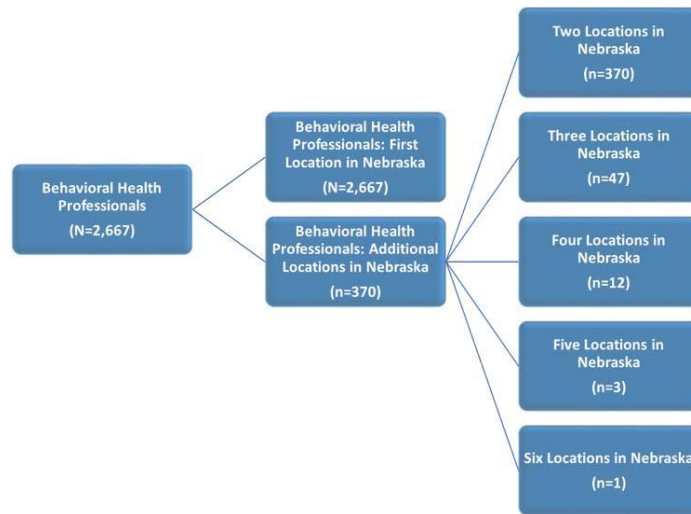 Behavioral Health
Professionals
(N=2,667)
Behavioral Health
Professionals: First
Location in Nebraska
(N=2,667)
Behavioral Health
Professionals: Additional
Locations in Nebraska
(n=370)
Two Locations in
Nebraska
(n=370)
Three Locations in
Nebraska
(n=47)
Four Locations in
Nebraska
(n=12)
Five Locations in
Nebraska
(n=3)
Six Locations in Nebraska
(n=1)